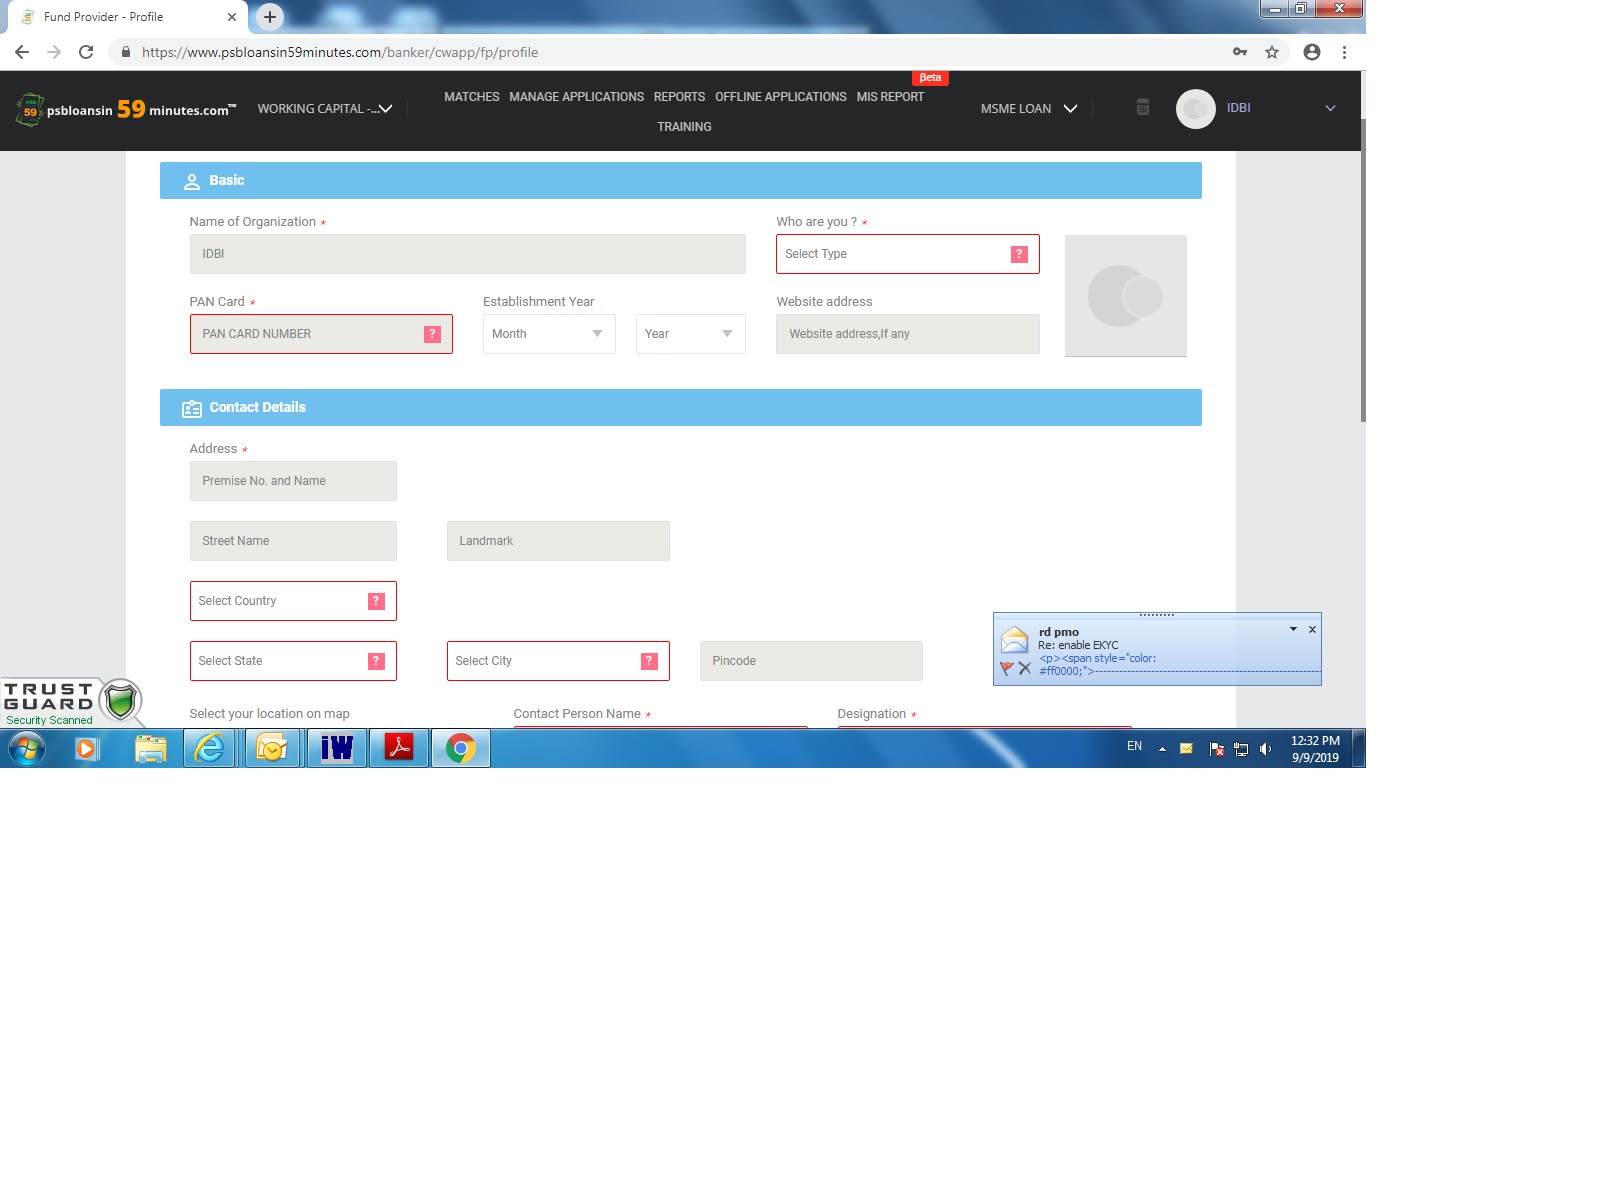 Fund Provider - Profile
https://www.psbloansin59minutes.com/banker/cwapp/fp/profile
βeta
psbloansin 59 minutes.com™
WORKING CAPITAL -...
MATCHES MANAGE APPLICATIONS REPORTS OFFLINE APPLICATIONS MIS REPORT
TRAINING
MSME LOAN
IDBI
Basic
Name of Organization *
Who are you ? *
IDBI
Select Type ?
PAN Card *
Establishment Year
Website address
PAN CARD NUMBER ?
Month
Year
Website address,If any
Contact Details
Address *
Premise No. and Name
Street Name
Landmark
Select Country ?
Select State ?
Select City ?
Pincode
rd pmo
Re: enable EKYC
<p><span style="color:
#ff0000;">------------------------------------------------
TRUST
GUARD
Security Scanned
Select your location on map
Contact Person Name *
Designation *
EN
12:32 PM
9/9/2019